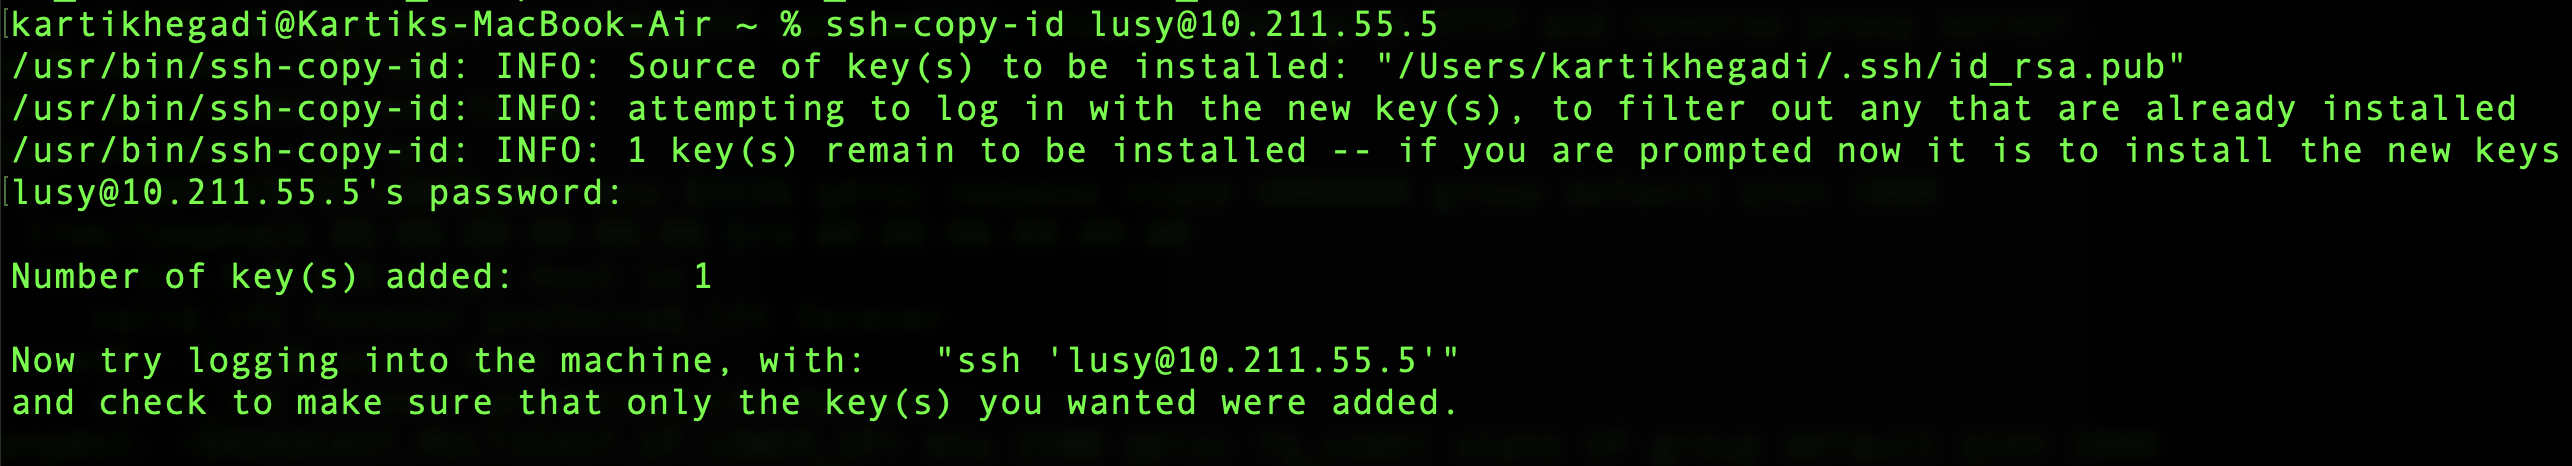 kartikhegadi@Kartiks-MacBook-Air ~ % ssh-copy-id lusy@10.211.55.5
/usr/bin/ssh-copy-id: INFO: Source of key(s) to be installed: "/Users/kartikhegadi/.ssh/id_rsa.pub"
/usr/bin/ssh-copy-id: INFO: attempting to log in with the new key(s), to filter out any that are already installed
/usr/bin/ssh-copy-id: INFO: 1 key(s) remain to be installed -- if you are prompted now it is to install the new keys
lusy@10.211.55.5's password:
Number of key(s) added:        1
Now try logging into the machine, with:   "ssh 'lusy@10.211.55.5'"
and check to make sure that only the key(s) you wanted were added.